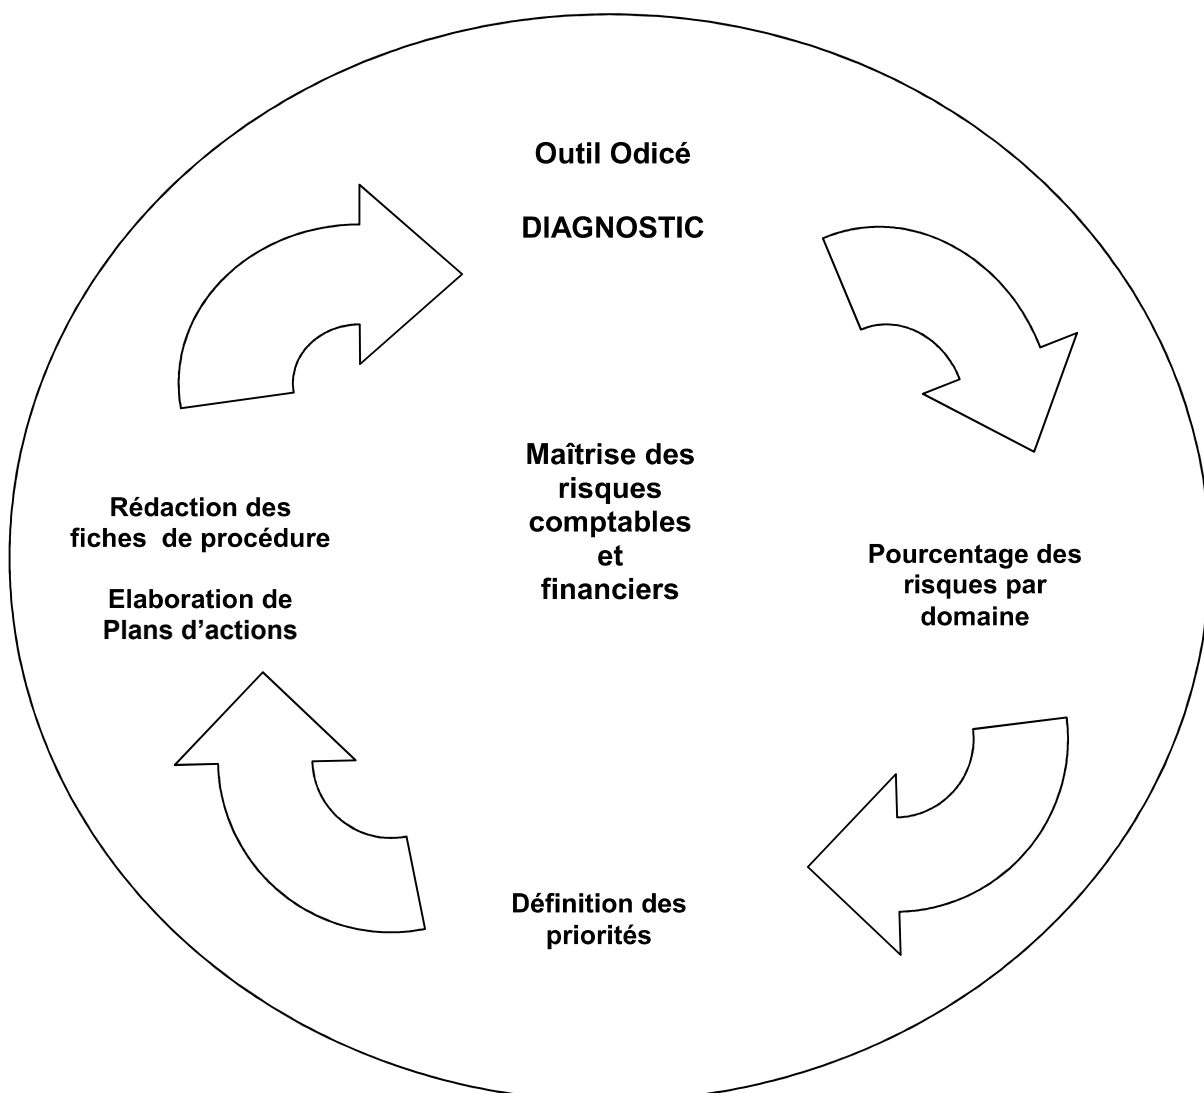 Outil Odicé
DIAGNOSTIC
Maîtrise des
risques
comptables
et
financiers
Rédaction des
fiches  de procédure
Elaboration de
Plans d’actions
Pourcentage des
risques par
domaine
Définition des
priorités